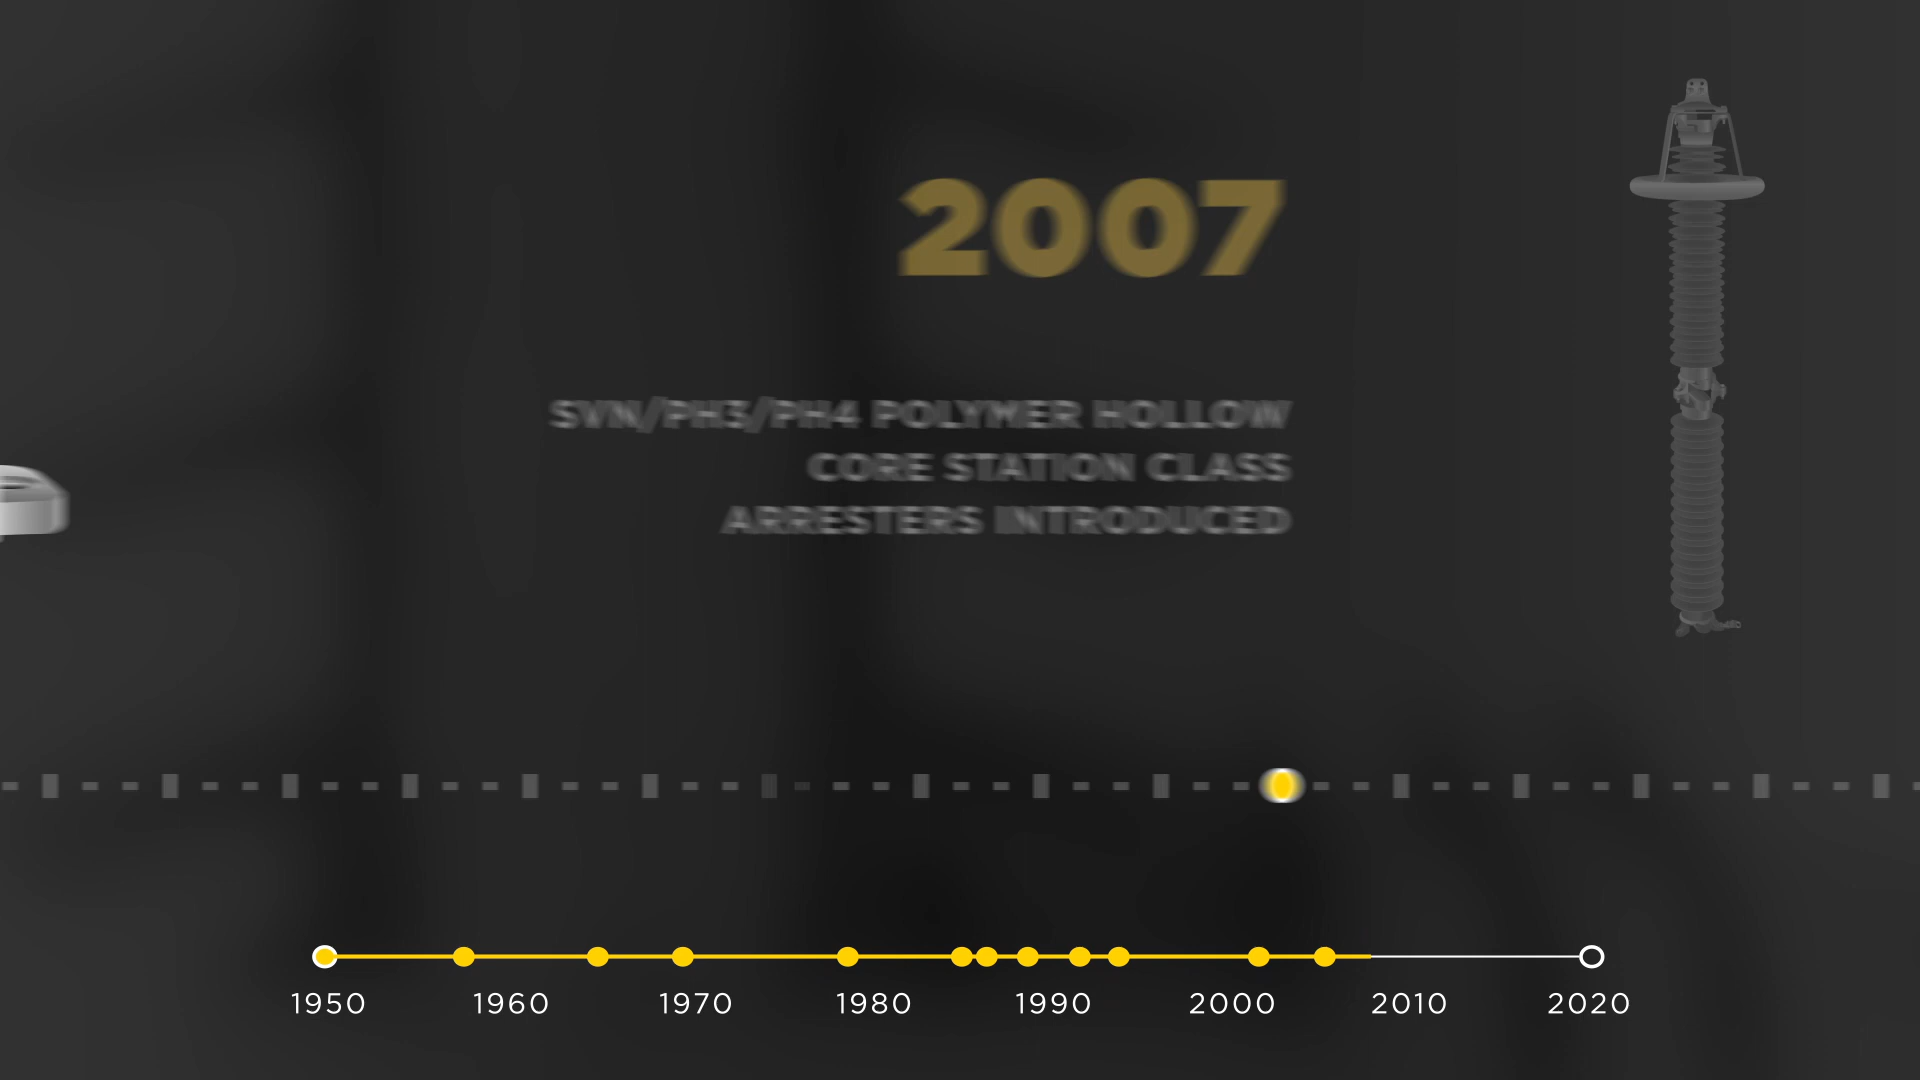 2007
SVN/PH3/PH4 POLYMER HOLLOW
CORE STATION CLASS
ARRESTERS INTRODUCED
1950 1960 1970 1980 1990 2000 2010 2020